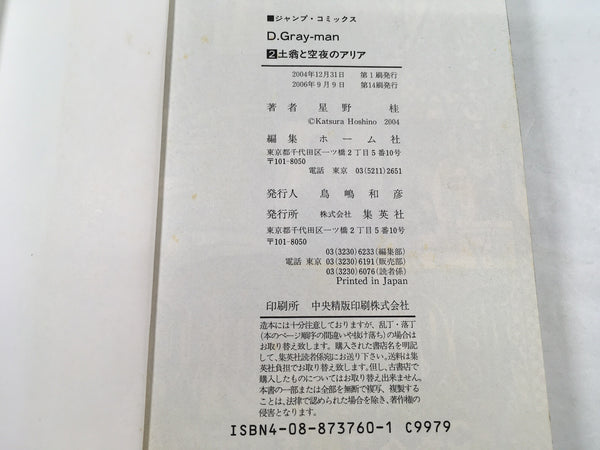 ■ジャンプ・コミックス
D.Gray-man
2土翁と空夜のアリア
2004年12月31日 第1刷発行
2006年9月9日 第14刷発行
著者 星野桂
©Katsura Hoshino 2004
編集 ホーム社
東京都千代田区一ツ橋2丁目5番10号
〒101-8050
電話 東京 03(5211)2651
発行人 鳥嶋和彦
発行所 株式会社 集英社
東京都千代田区一ツ橋2丁目5番10号
〒101-8050
03(3230)6233(編集部)
電話 東京 03(3230)6191(販売部)
03(3230)6076(読者係)
Printed in Japan
印刷所 中央精版印刷株式会社
造本には十分注意しておりますが、乱丁・落丁
(本のページ順序の間違いや抜け落ち)の場合は
お取り替え致します。購入された書店名を明記
して、集英社読者係宛にお送り下さい。送料は集
英社負担でお取り替え致します。但し、古書店で
購入したものについてはお取り替え出来ません。
本書の一部または全部を無断で複写、複製する
ことは、法律で認められた場合を除き、著作権の
侵害となります。
ISBN4-08-873760-1 C9979